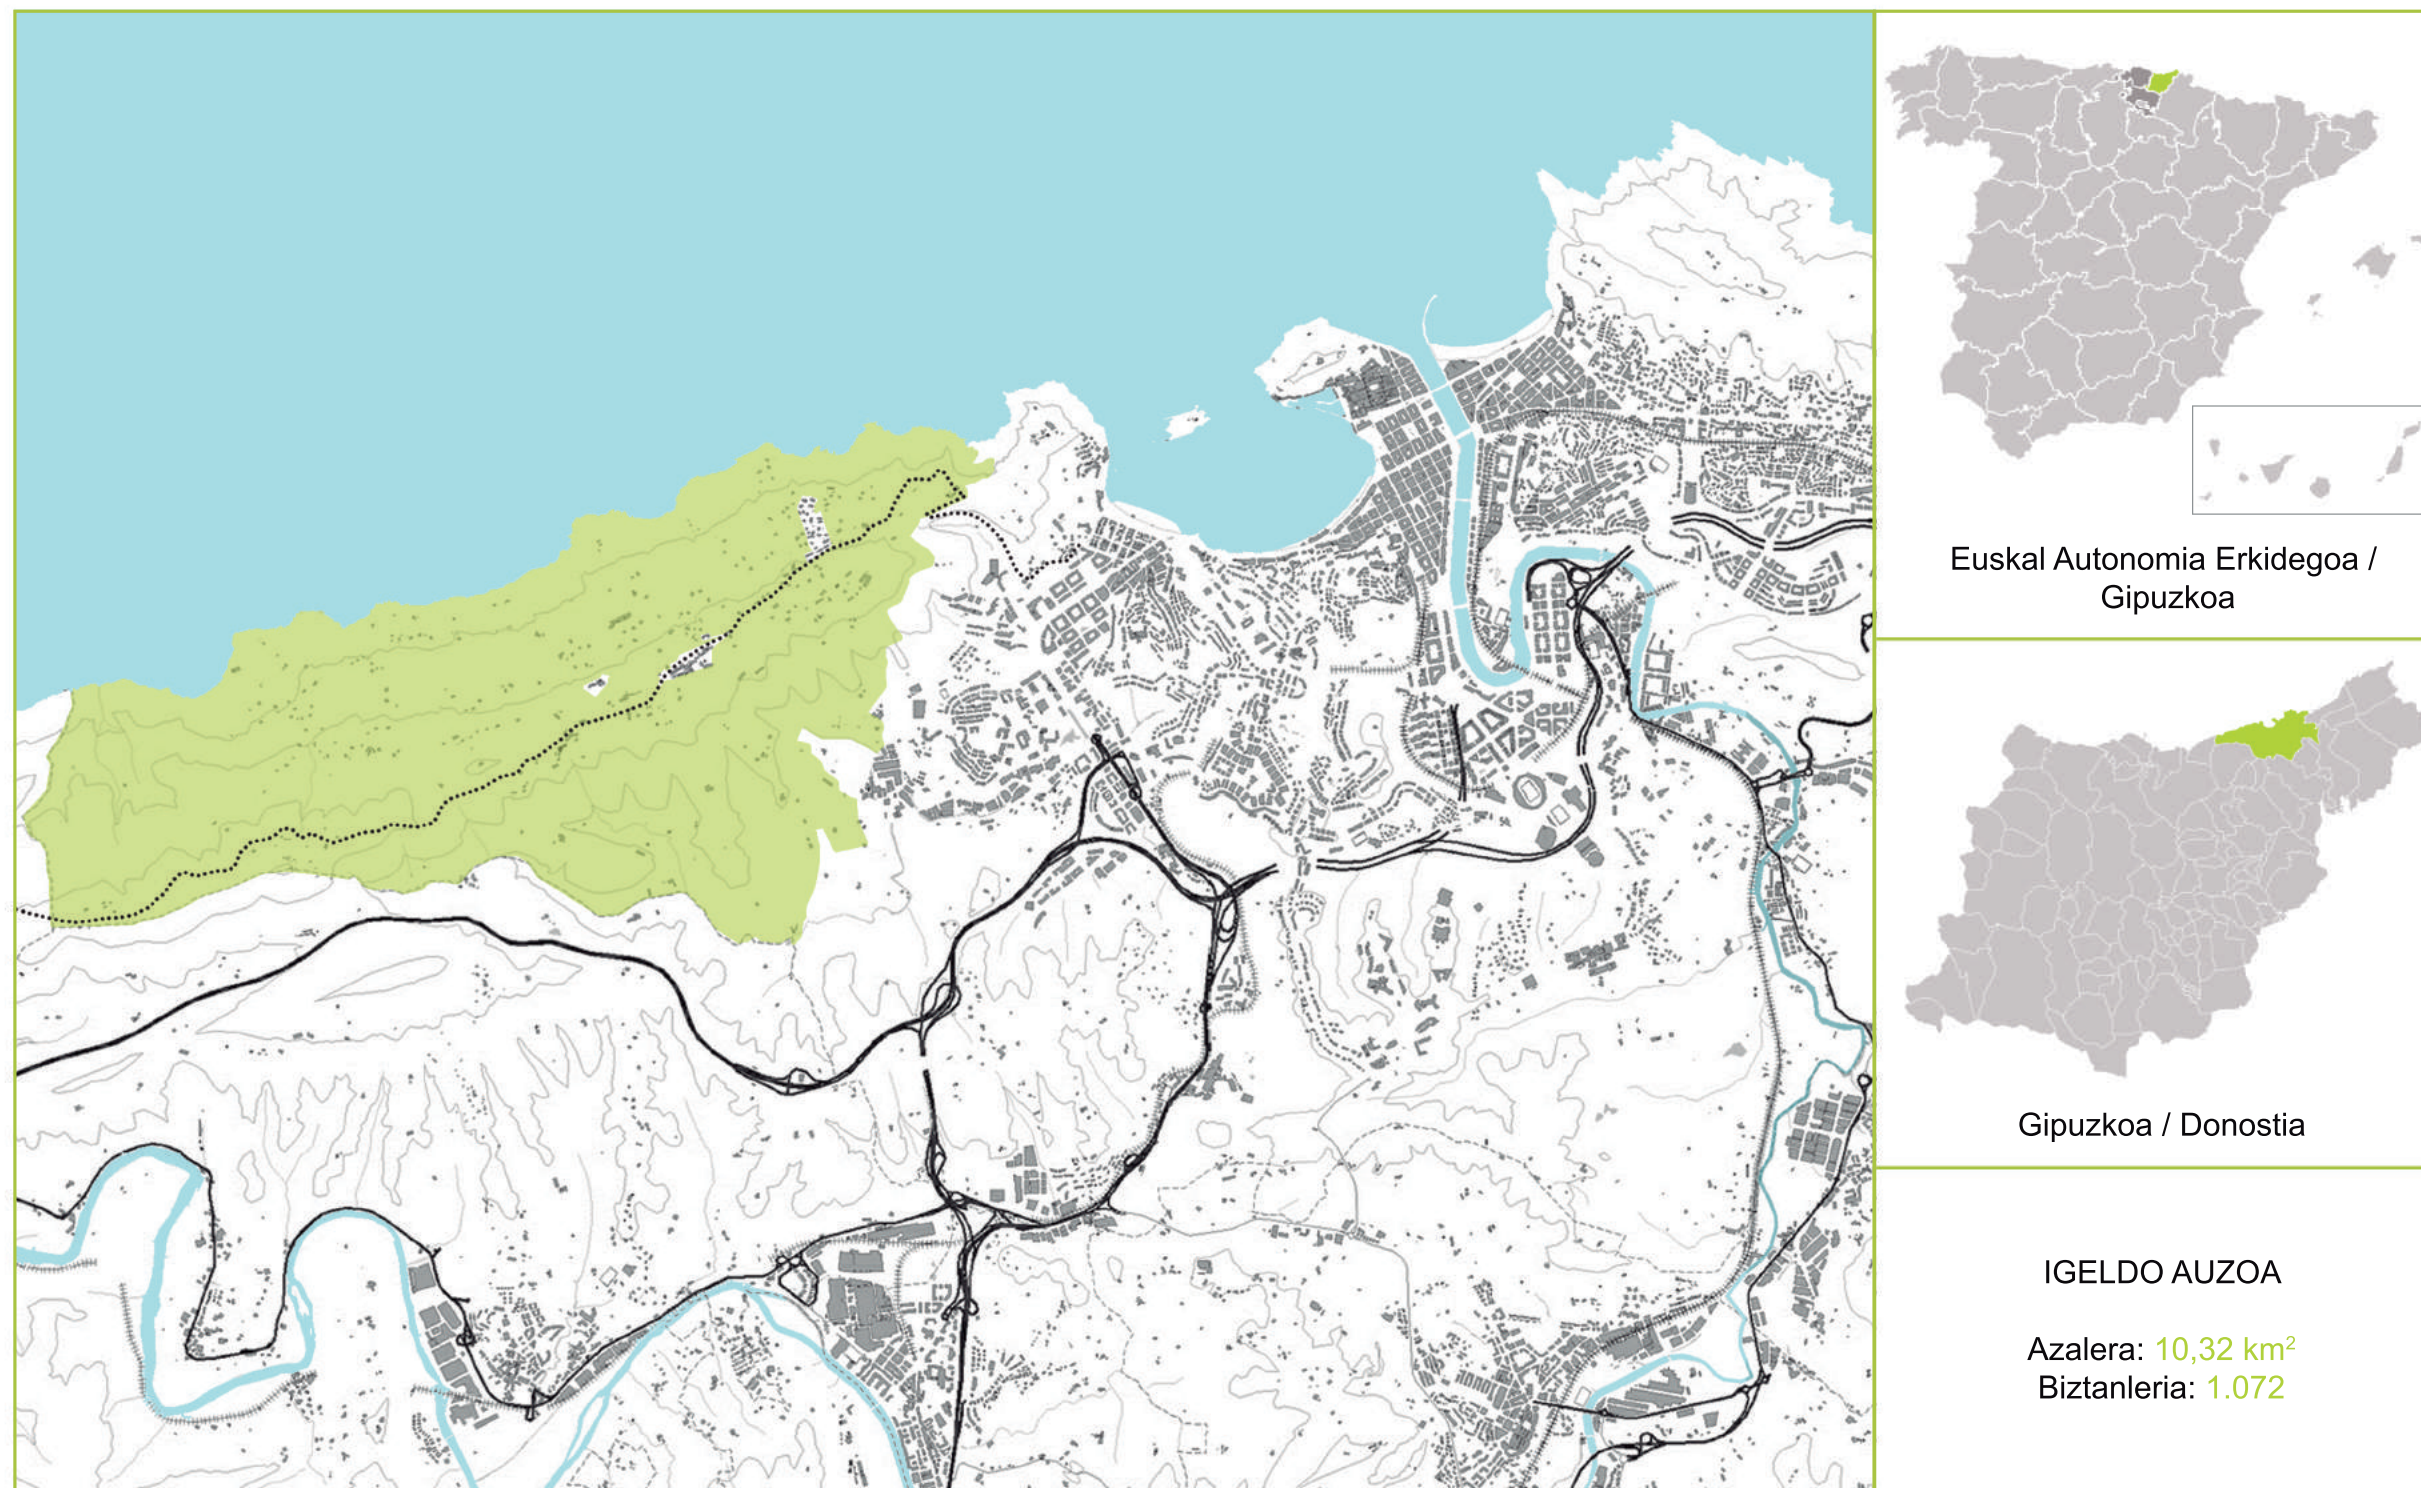 Euskal Autonomia Erkidegoa /
Gipuzkoa
Gipuzkoa / Donostia
IGELDO AUZOA
Azalera: 10,32 km²
Biztanleria: 1.072